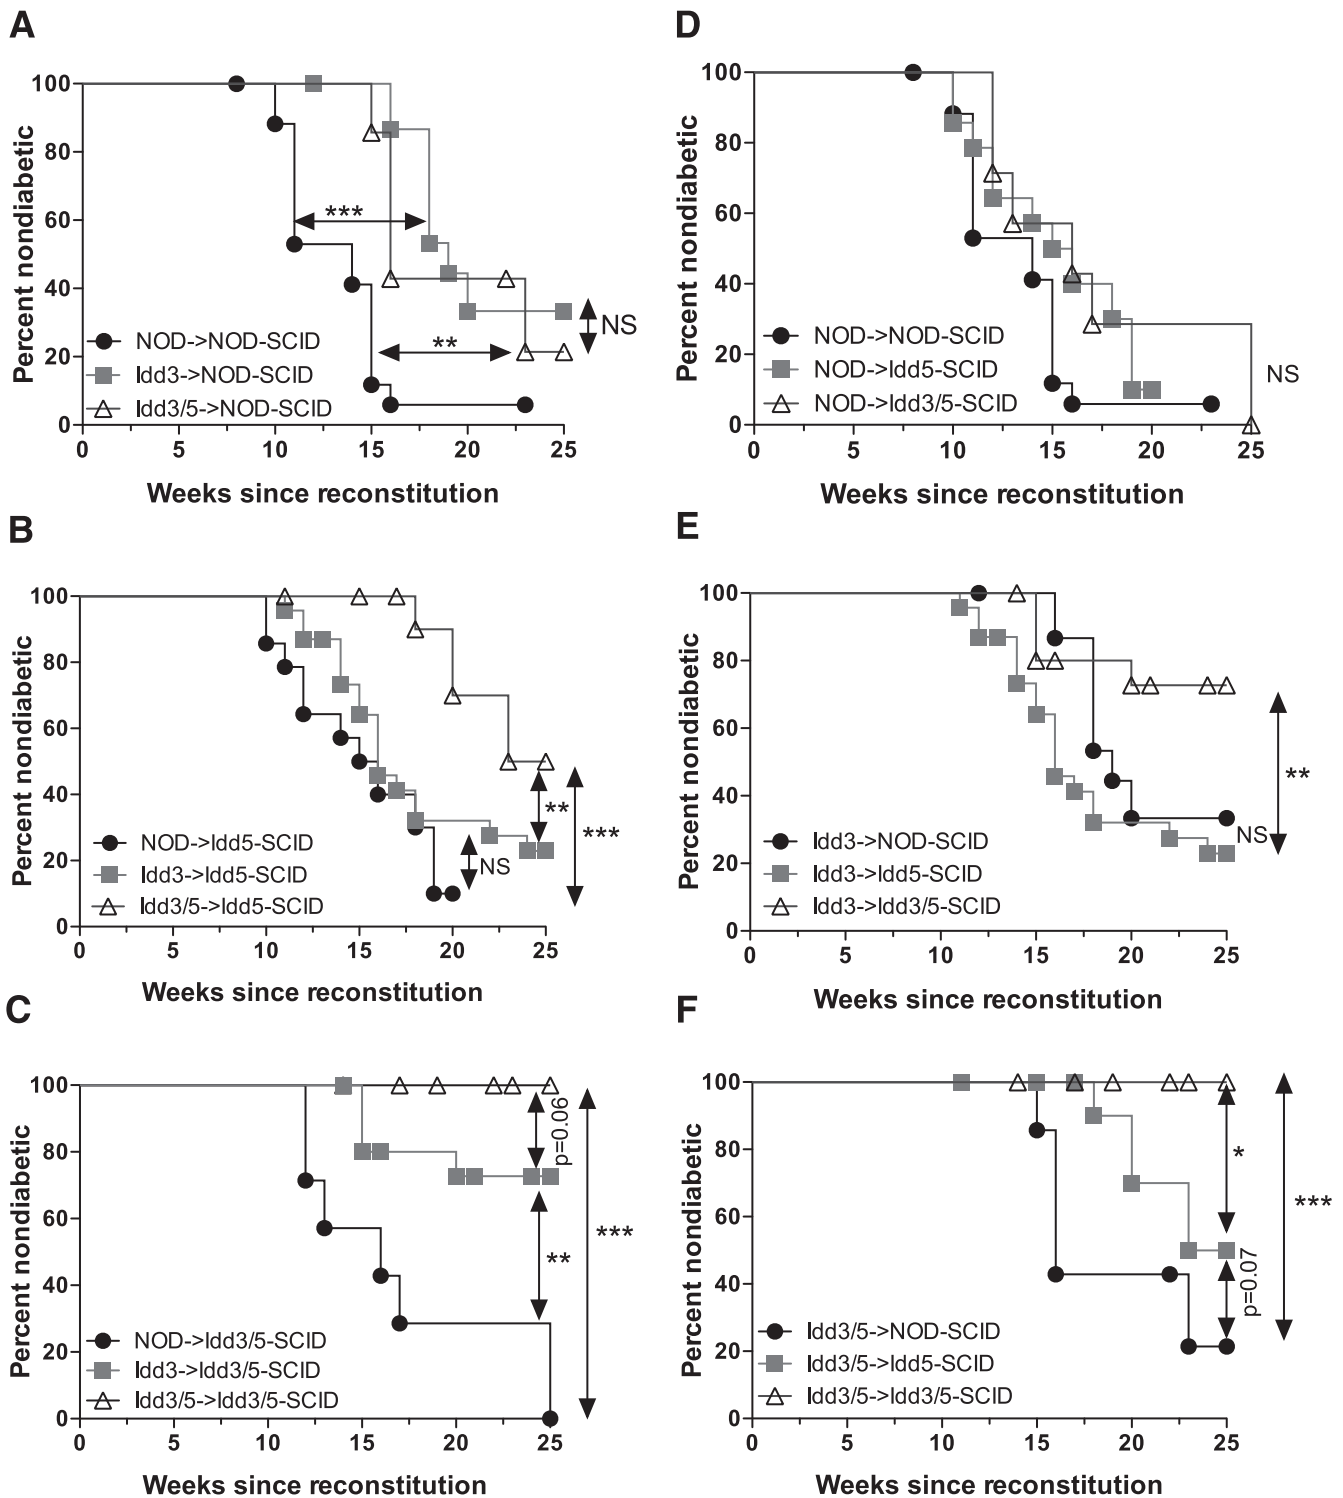 A
Percent nondiabetic
100
80
60
40
20
0
***
**
NS
NOD->NOD-SCID
Idd3->NOD-SCID
Idd3/5->NOD-SCID
0 5 10 15 20 25
Weeks since reconstitution
B
Percent nondiabetic
100
80
60
40
20
0
**
***
NS
NOD->Idd5-SCID
Idd3->Idd5-SCID
Idd3/5->Idd5-SCID
0 5 10 15 20 25
Weeks since reconstitution
C
Percent nondiabetic
100
80
60
40
20
0
p=0.06
**
***
NOD->Idd3/5-SCID
Idd3->Idd3/5-SCID
Idd3/5->Idd3/5-SCID
0 5 10 15 20 25
Weeks since reconstitution
D
Percent nondiabetic
100
80
60
40
20
0
NS
NOD->NOD-SCID
NOD->Idd5-SCID
NOD->Idd3/5-SCID
0 5 10 15 20 25
Weeks since reconstitution
E
Percent nondiabetic
100
80
60
40
20
0
**
NS
Idd3->NOD-SCID
Idd3->Idd5-SCID
Idd3->Idd3/5-SCID
0 5 10 15 20 25
Weeks since reconstitution
F
Percent nondiabetic
100
80
60
40
20
0
*
***
p=0.07
Idd3/5->NOD-SCID
Idd3/5->Idd5-SCID
Idd3/5->Idd3/5-SCID
0 5 10 15 20 25
Weeks since reconstitution